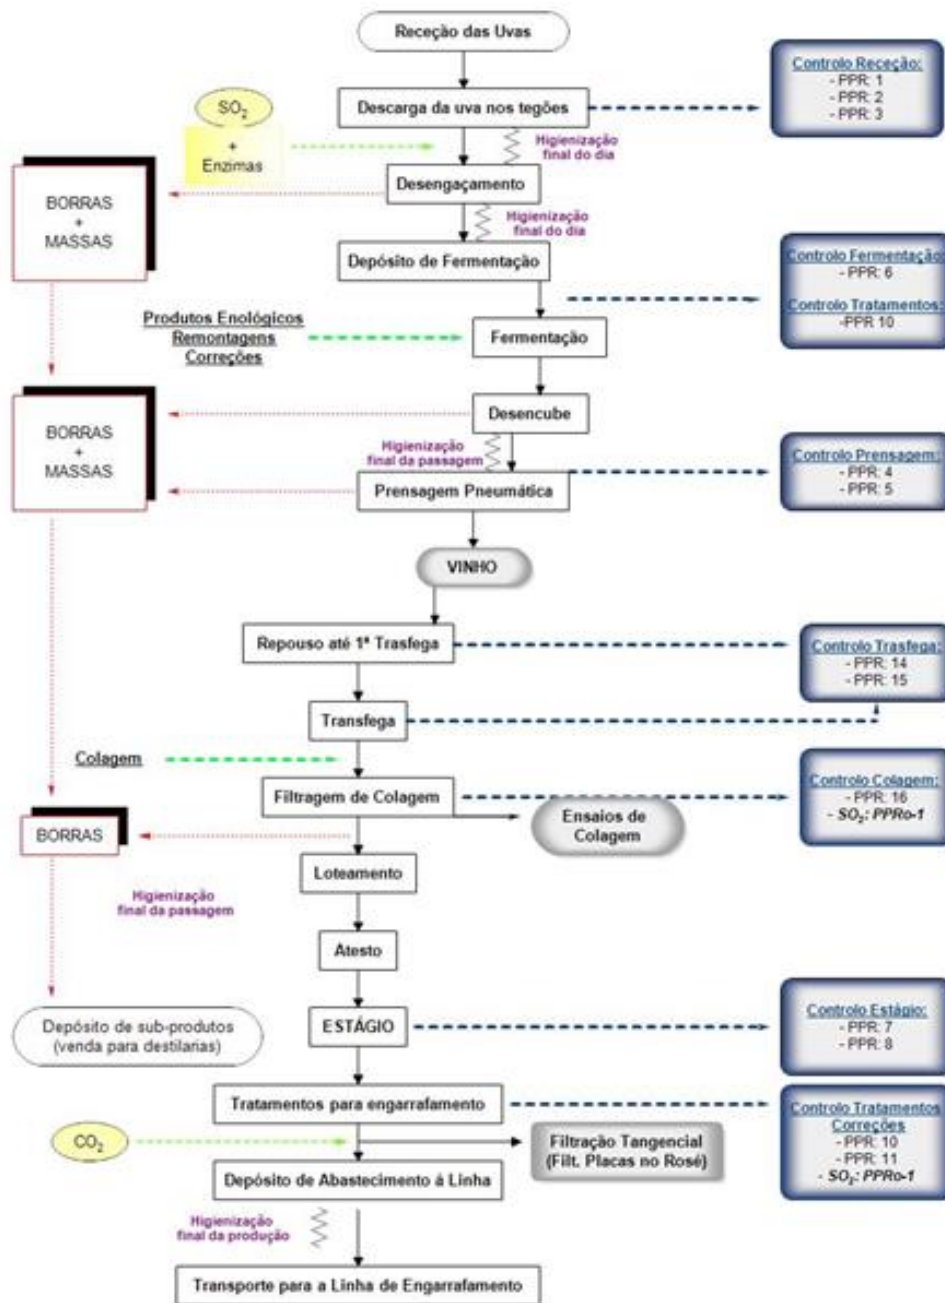 Receção das Uvas
Controlo Receção:
- PPR: 1
- PPR: 2
- PPR: 3
Descarga da uva nos tegões
SO₂
+
Enzimas
Higienização
final do dia
Desengaçamento
BORRAS
+
MASSAS
Higienização
final do dia
Depósito de Fermentação
Controlo Fermentação:
- PPR: 6
Controlo Tratamentos:
-PPR 10
Produtos Enológicos
Remontagens
Correções
Fermentação
Desencube
BORRAS
+
MASSAS
Higienização
final da passagem
Controlo Prensagem:
- PPR: 4
- PPR: 5
Prensagem Pneumática
VINHO
Repouso até 1ª Trasfega
Controlo Trasfega:
- PPR: 14
- PPR: 15
Transfega
Colagem
Filtragem de Colagem
Controlo Colagem:
- PPR: 16
- SO₂: PPRo-1
Ensaios de
Colagem
BORRAS
Loteamento
Higienização
final da passagem
Atesto
Depósito de sub-produtos
(venda para destilarias)
ESTÁGIO
Controlo Estágio:
- PPR: 7
- PPR: 8
Tratamentos para engarrafamento
Controlo Tratamentos
Correções
- PPR: 10
- PPR: 11
- SO₂: PPRo-1
CO₂
Filtração Tangencial
(Filt. Placas no Rosé)
Depósito de Abastecimento á Linha
Higienização
final da produção
Transporte para a Linha de Engarrafamento